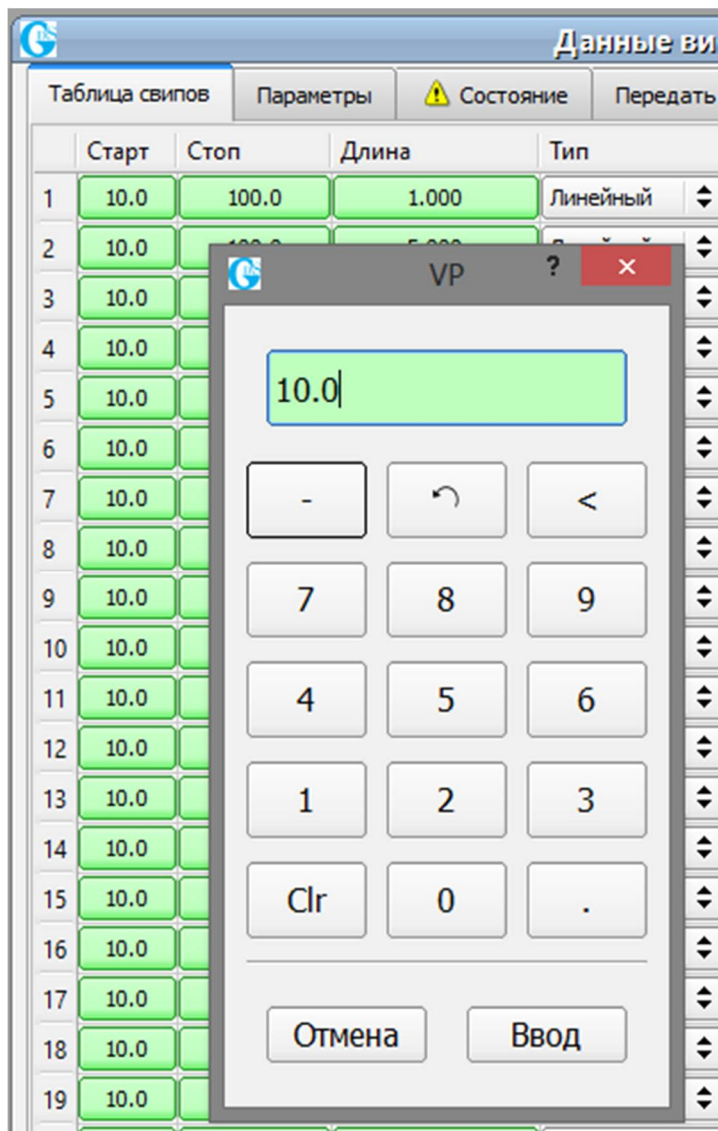 Данные ви
Таблица свипов Параметры Состояние Передать
Старт Стоп Длина Тип
1 10.0 100.0 1.000 Линейный
2 10.0
VP ? ×
3 10.0
4 10.0
10.0
5 10.0
6 10.0
7 10.0
- <
8 10.0
9 10.0
7 8 9
10 10.0
11 10.0
4 5 6
12 10.0
13 10.0
1 2 3
14 10.0
15 10.0
Clr 0 .
16 10.0
17 10.0
18 10.0
Отмена Ввод
19 10.0